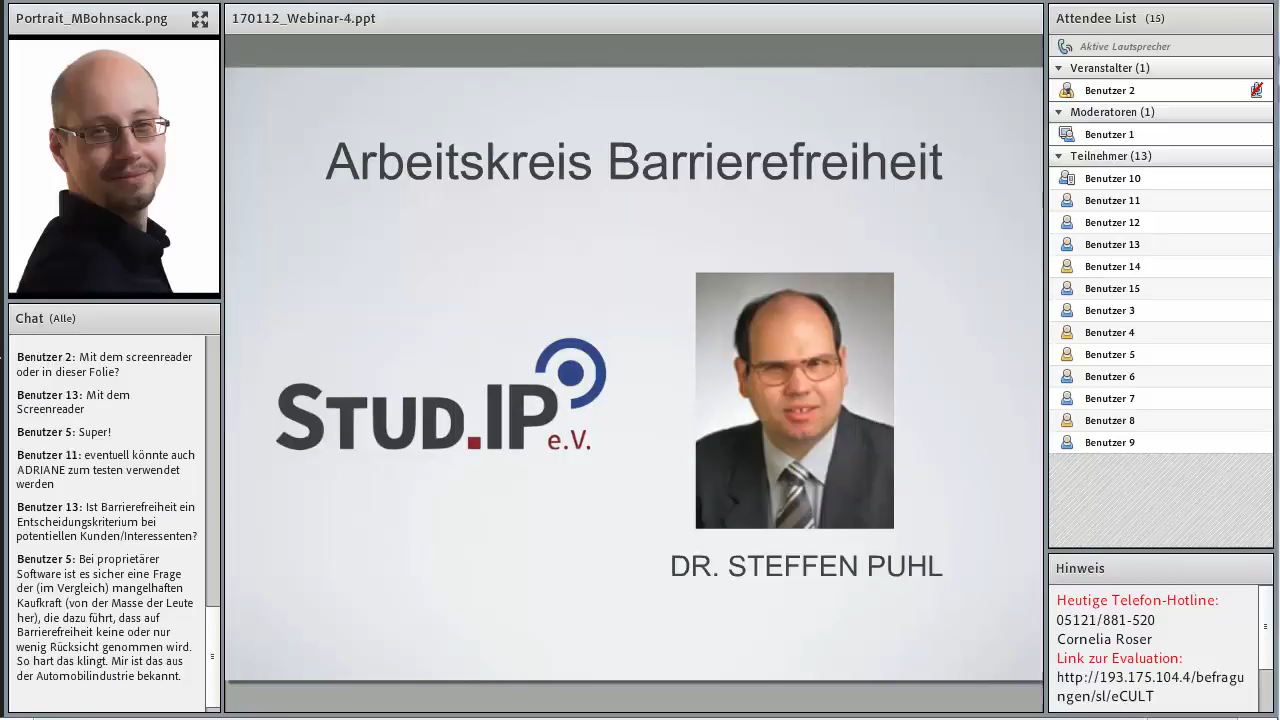 Portrait_MBohnsack.png
170112_Webinar-4.ppt
Arbeitskreis Barrierefreiheit
STUD.IP e.V.
DR. STEFFEN PUHL
Chat (Alle)
Benutzer 2: Mit dem screenreader
oder in dieser Folie?
Benutzer 13: Mit dem
Screenreader
Benutzer 5: Super!
Benutzer 11: eventuell könnte auch
ADRIANE zum testen verwendet
werden
Benutzer 13: Ist Barrierefreiheit ein
Entscheidungskriterium bei
potentiellen Kunden/Interessenten?
Benutzer 5: Bei proprietärer
Software ist es sicher eine Frage
der (im Vergleich) mangelhaften
Kaufkraft (von der Masse der Leute
her), die dazu führt, dass auf
Barrierefreiheit keine oder nur
wenig Rücksicht genommen wird.
So hart das klingt. Mir ist das aus
der Automobilindustrie bekannt.
Attendee List (15)
Aktive Lautsprecher
Veranstalter (1)
Benutzer 2
Moderatoren (1)
Benutzer 1
Teilnehmer (13)
Benutzer 10
Benutzer 11
Benutzer 12
Benutzer 13
Benutzer 14
Benutzer 15
Benutzer 3
Benutzer 4
Benutzer 5
Benutzer 6
Benutzer 7
Benutzer 8
Benutzer 9
Hinweis
Heutige Telefon-Hotline:
05121/881-520
Cornelia Roser
Link zur Evaluation:
http://193.175.104.4/befragu
ngen/sl/eCULT